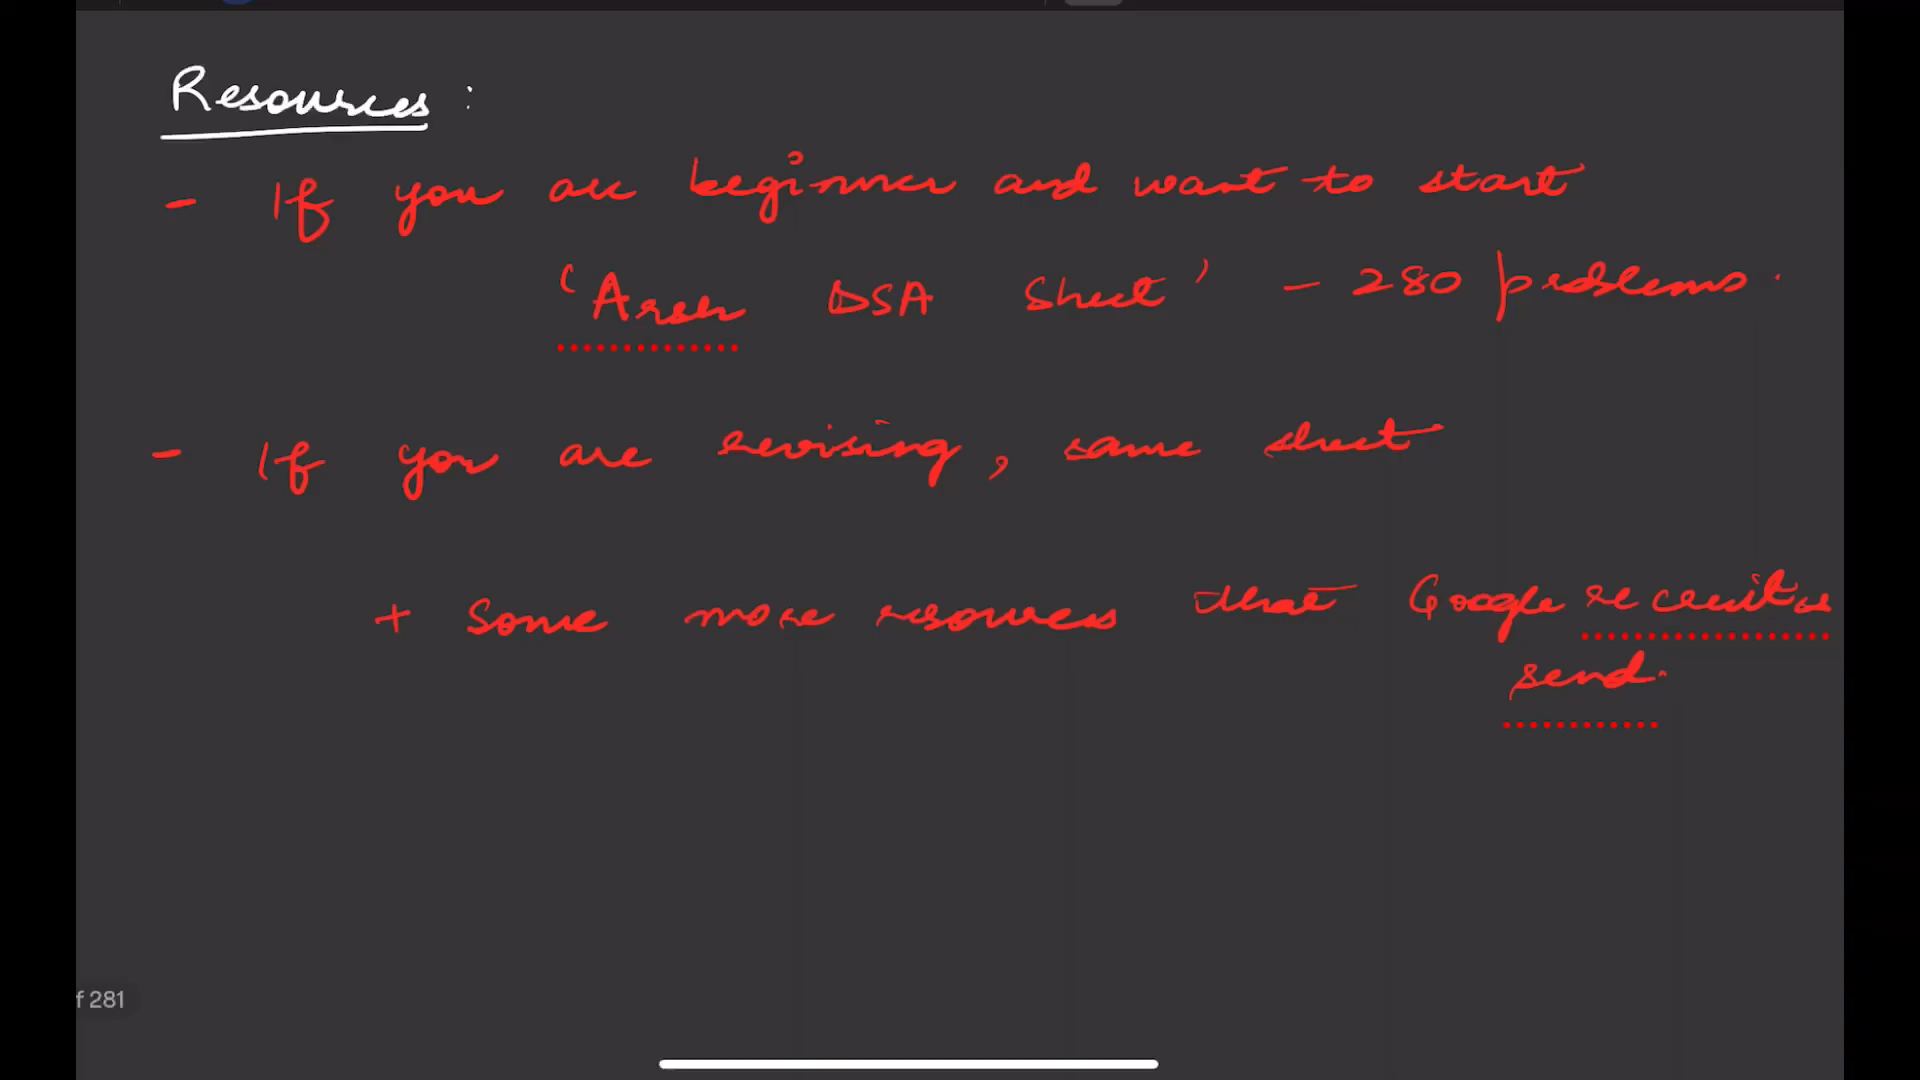 Resources :
- If you are beginner and want to start
'Arsh DSA Sheet' - 280 problems.
- If you are revising, same sheet
+ Some more resources that Google recruiters
send.
f 281